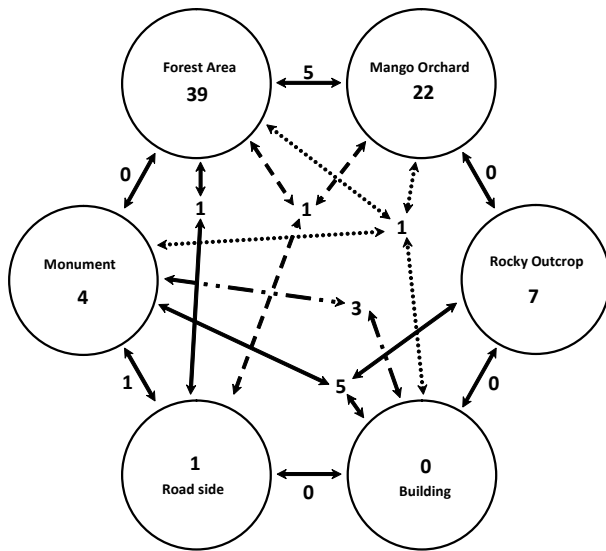 Forest Area
39
5
Mango Orchard
22
0
0
1
1
1
Monument
4
Rocky Outcrop
7
3
1
5
0
1
Road side
0
0
Building